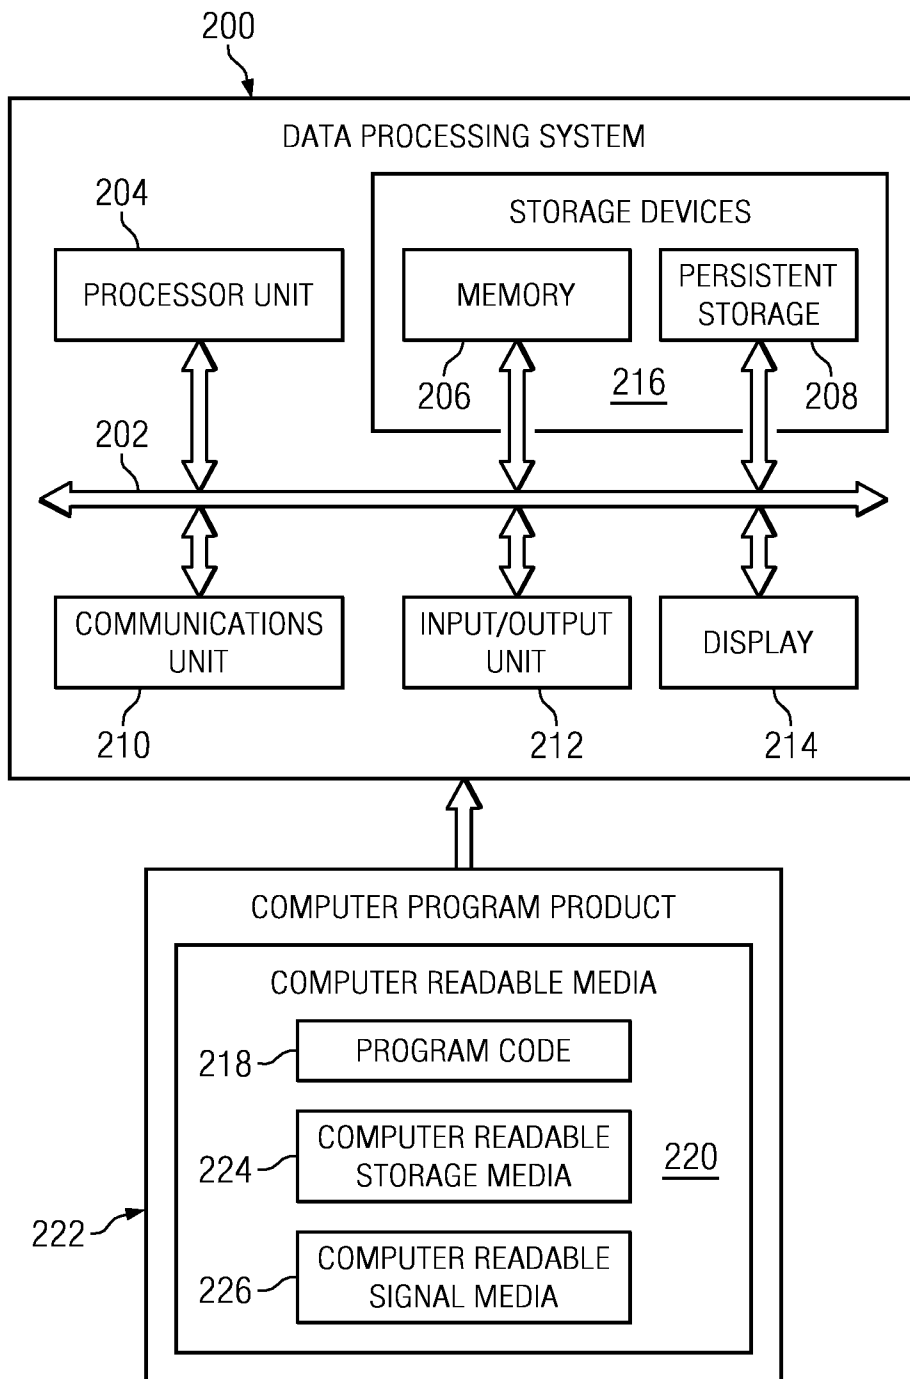 200
DATA PROCESSING SYSTEM
204
STORAGE DEVICES
PROCESSOR UNIT
MEMORY
PERSISTENT
STORAGE
206
216
208
202
COMMUNICATIONS
UNIT
INPUT/OUTPUT
UNIT
DISPLAY
210
212
214
COMPUTER PROGRAM PRODUCT
COMPUTER READABLE MEDIA
218
PROGRAM CODE
224
COMPUTER READABLE
STORAGE MEDIA
220
222
226
COMPUTER READABLE
SIGNAL MEDIA